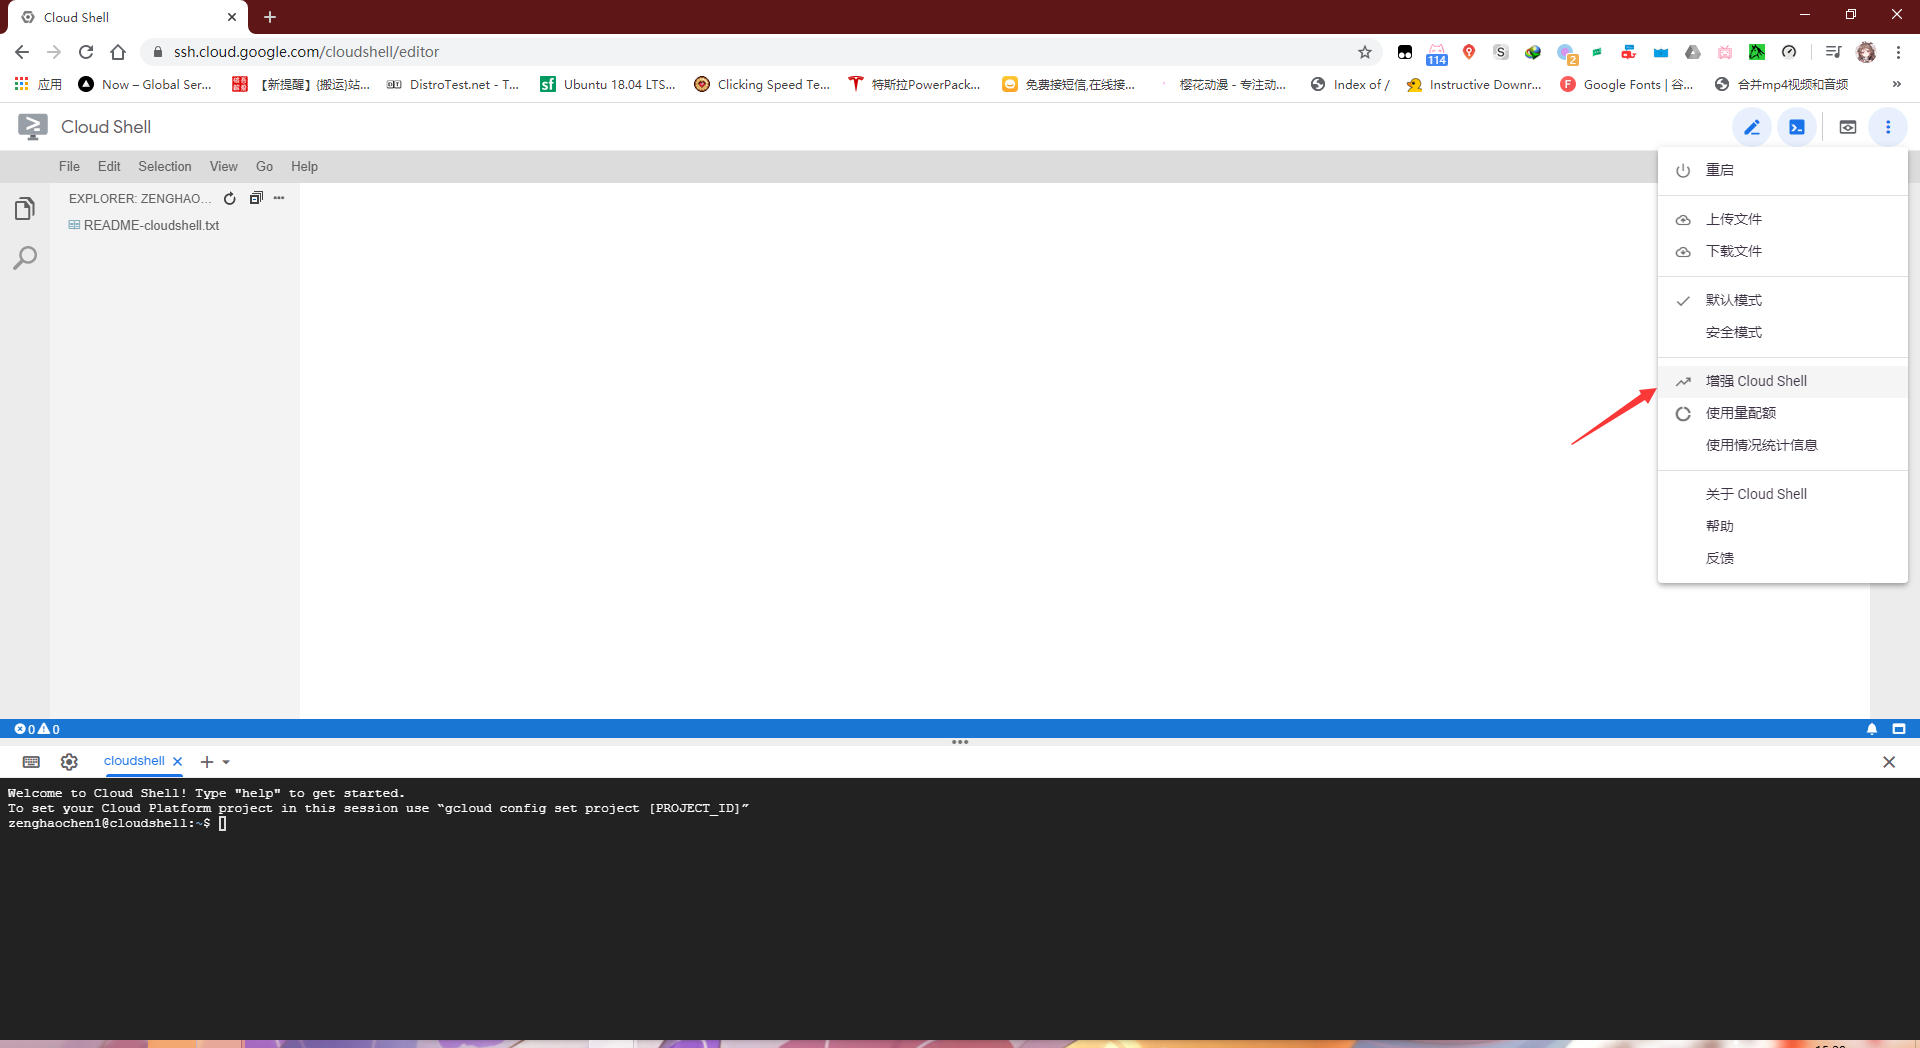 Cloud Shell
ssh.cloud.google.com/cloudshell/editor
114
S
2
应用
Now – Global Ser...
【新提醒】{搬运}站...
DistroTest.net - T...
sf
Ubuntu 18.04 LTS...
Clicking Speed Te...
特斯拉PowerPack...
免费接短信,在线接...
樱花动漫 - 专注动...
Index of /
Instructive Downr...
F
Google Fonts | 谷...
合并mp4视频和音频
»
Cloud Shell
File Edit Selection View Go Help
EXPLORER: ZENGHAO...
README-cloudshell.txt
重启
上传文件
下载文件
默认模式
安全模式
增强 Cloud Shell
使用量配额
使用情况统计信息
关于 Cloud Shell
帮助
反馈
0 0
cloudshell
Welcome to Cloud Shell! Type "help" to get started.
To set your Cloud Platform project in this session use “gcloud config set project [PROJECT_ID]”
zenghaochen1@cloudshell:~$